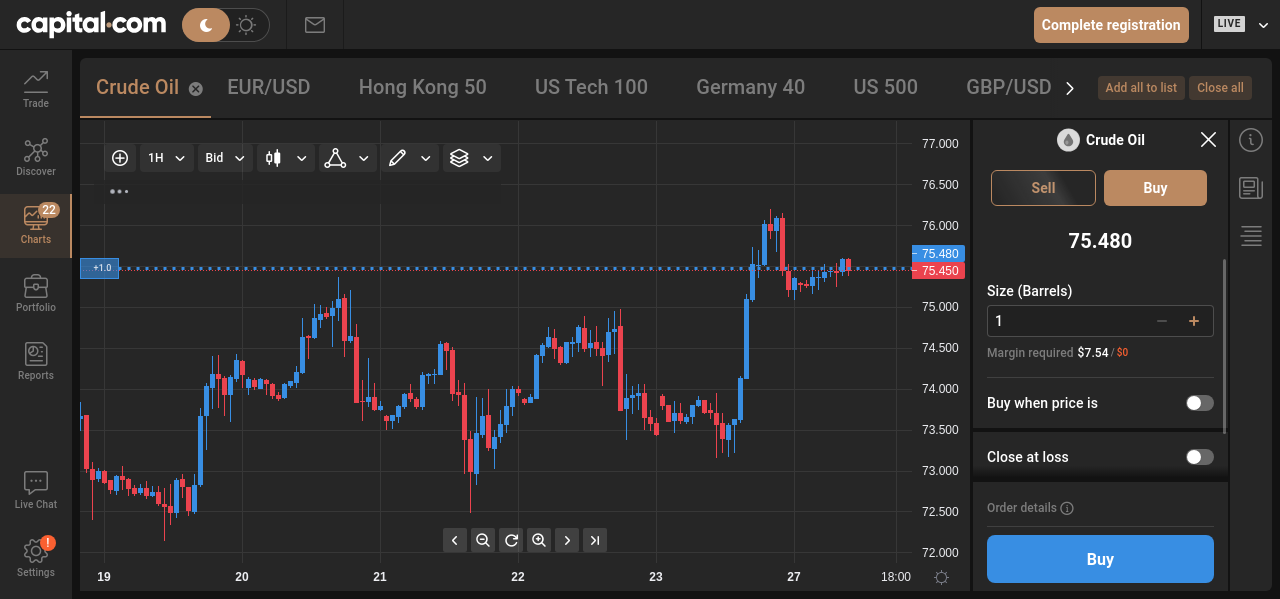 capital.com
Complete registration
LIVE
Trade
Discover
22
Charts
Portfolio
Reports
Live Chat
!
Settings
Crude Oil EUR/USD Hong Kong 50 US Tech 100 Germany 40 US 500 GBP/USD
Add all to list Close all
1H Bid
+1.0
77.000
76.500
76.000
75.480
75.450
75.000
74.500
74.000
73.500
73.000
72.500
72.000
19 20 21 22 23 27 18:00
Crude Oil
Sell Buy
75.480
Size (Barrels)
1
Margin required $7.54 / $0
Buy when price is
Close at loss
Order details
Buy